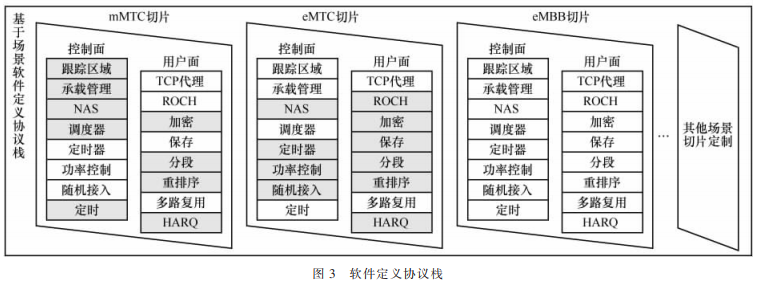 基于场景软件定义协议栈
mMTC切片
控制面
跟踪区域
承载管理
NAS
调度器
定时器
功率控制
随机接入
定时
用户面
TCP代理
ROCH
加密
保存
分段
重排序
多路复用
HARQ
eMTC切片
控制面
跟踪区域
承载管理
NAS
调度器
定时器
功率控制
随机接入
定时
用户面
TCP代理
ROCH
加密
保存
分段
重排序
多路复用
HARQ
eMBB切片
控制面
跟踪区域
承载管理
NAS
调度器
定时器
功率控制
随机接入
定时
用户面
TCP代理
ROCH
加密
保存
分段
重排序
多路复用
HARQ
…
其他场景
切片定制
图 3 软件定义协议栈